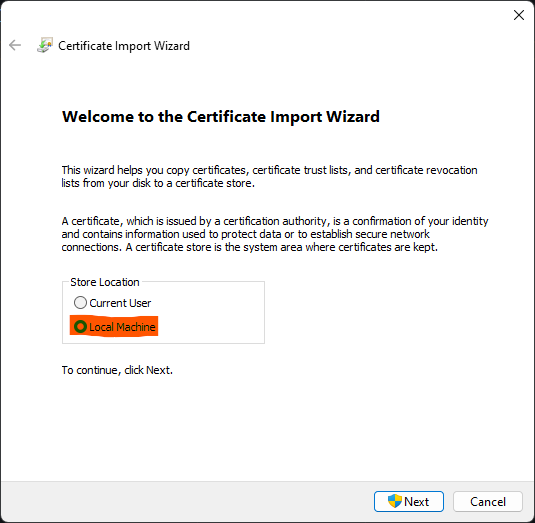 Certificate Import Wizard
Welcome to the Certificate Import Wizard
This wizard helps you copy certificates, certificate trust lists, and certificate revocation
lists from your disk to a certificate store.
A certificate, which is issued by a certification authority, is a confirmation of your identity
and contains information used to protect data or to establish secure network
connections. A certificate store is the system area where certificates are kept.
Store Location
Current User
Local Machine
To continue, click Next.
Next
Cancel